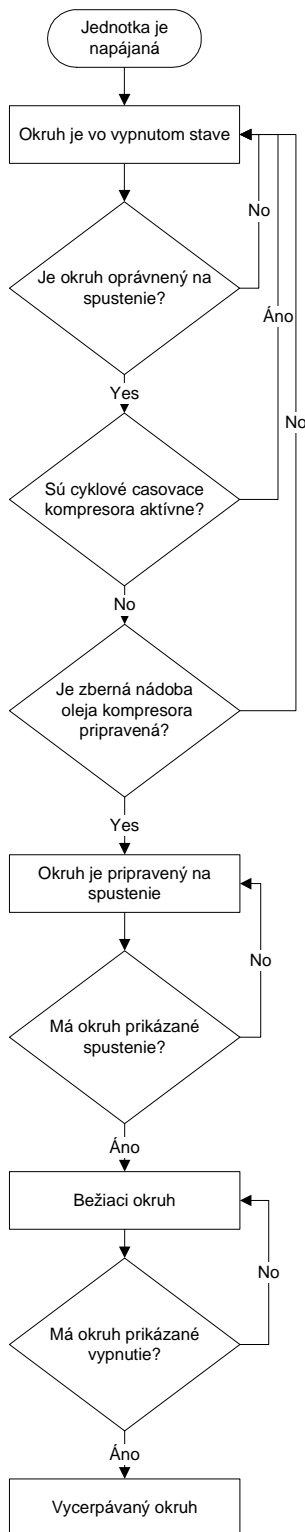 Jednotka je
napájaná
Okruh je vo vypnutom stave
No
Je okruh oprávnený na
spustenie?
Áno
Yes
No
Sú cyklové casovace
kompresora aktívne?
No
Je zberná nádoba
oleja kompresora
pripravená?
Yes
Okruh je pripravený na
spustenie
No
Má okruh prikázané
spustenie?
Áno
Bežiaci okruh
No
Má okruh prikázané
vypnutie?
Áno
Vycerpávaný okruh